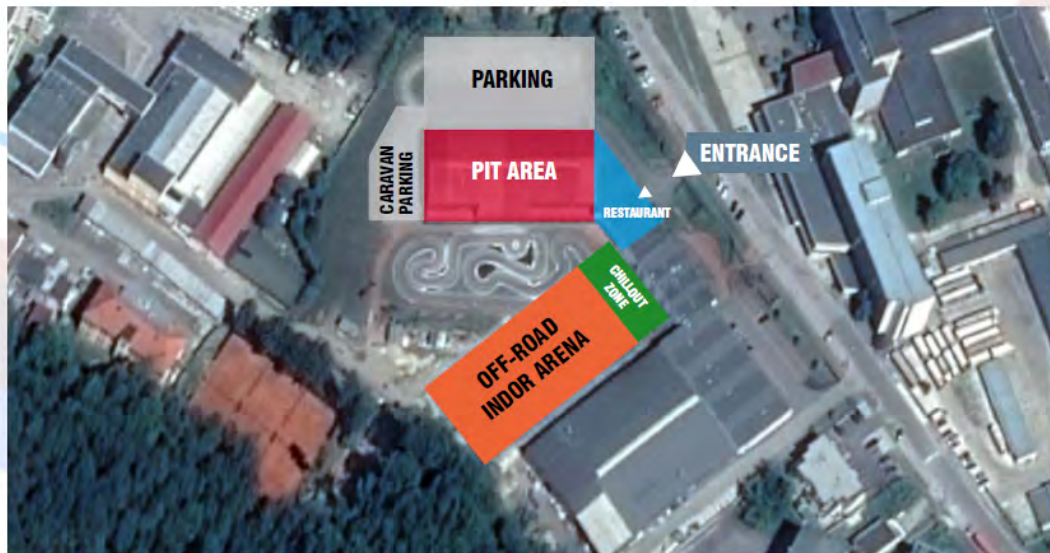 PARKING
CARAVAN
PARKING
PIT AREA
ENTRANCE
RESTAURANT
CHILLOUT
ZONE
OFF-ROAD
INDOR ARENA